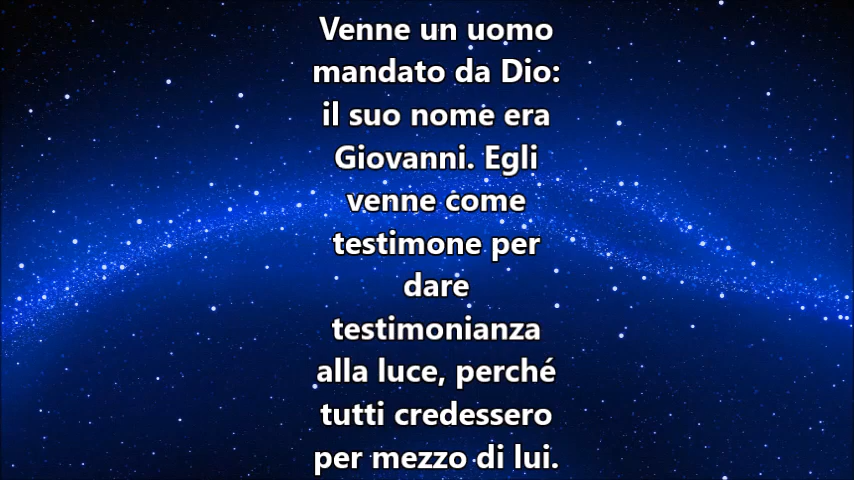 Venne un uomo
mandato da Dio:
il suo nome era
Giovanni. Egli
venne come
testimone per
dare
testimonianza
alla luce, perché
tutti credessero
per mezzo di lui.